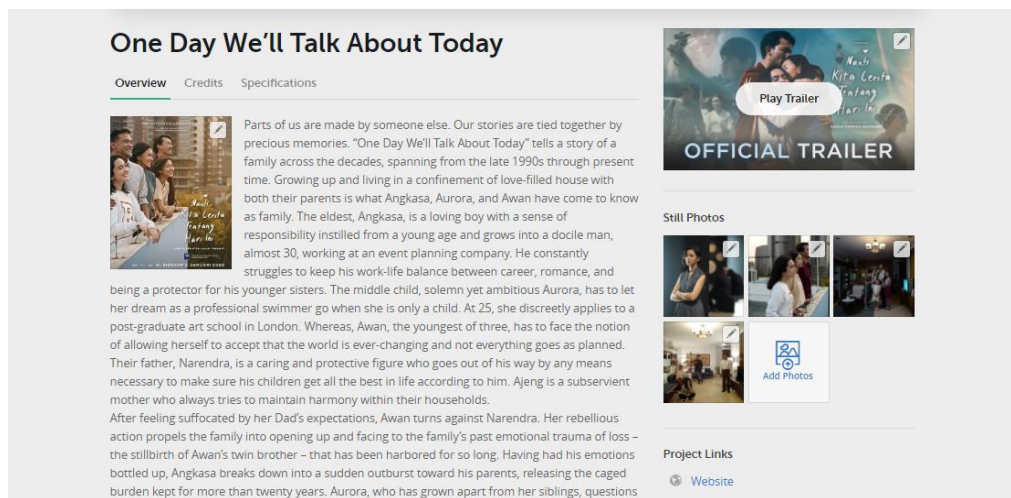 One Day We'll Talk About Today
Overview Credits Specifications
Parts of us are made by someone else. Our stories are tied together by
precious memories. “One Day We'll Talk About Today” tells a story of a
family across the decades, spanning from the late 1990s through present
time. Growing up and living in a confinement of love-filled house with
both their parents is what Angkasa, Aurora, and Awan have come to know
as family. The eldest, Angkasa, is a loving boy with a sense of
responsibility instilled from a young age and grows into a docile man,
almost 30, working at an event planning company. He constantly
struggles to keep his work-life balance between career, romance, and
being a protector for his younger sisters. The middle child, solemn yet ambitious Aurora, has to let
her dream as a professional swimmer go when she is only a child. At 25, she discreetly applies to a
post-graduate art school in London. Whereas, Awan, the youngest of three, has to face the notion
of allowing herself to accept that the world is ever-changing and not everything goes as planned.
Their father, Narendra, is a caring and protective figure who goes out of his way by any means
necessary to make sure his children get all the best in life according to him. Ajeng is a subservient
mother who always tries to maintain harmony within their households.
After feeling suffocated by her Dad's expectations, Awan turns against Narendra. Her rebellious
action propels the family into opening up and facing to the family's past emotional trauma of loss –
the stillbirth of Awan's twin brother – that has been harbored for so long. Having had his emotions
bottled up, Angkasa breaks down into a sudden outburst toward his parents, releasing the caged
burden kept for more than twenty years. Aurora, who has grown apart from her siblings, questions
Nanti
Kita Cerita
Tentang
Hari Ini
Nanti
Kita Cerita
Tentang
Hari Ini
Play Trailer
OFFICIAL TRAILER
Still Photos
Add Photos
Project Links
Website